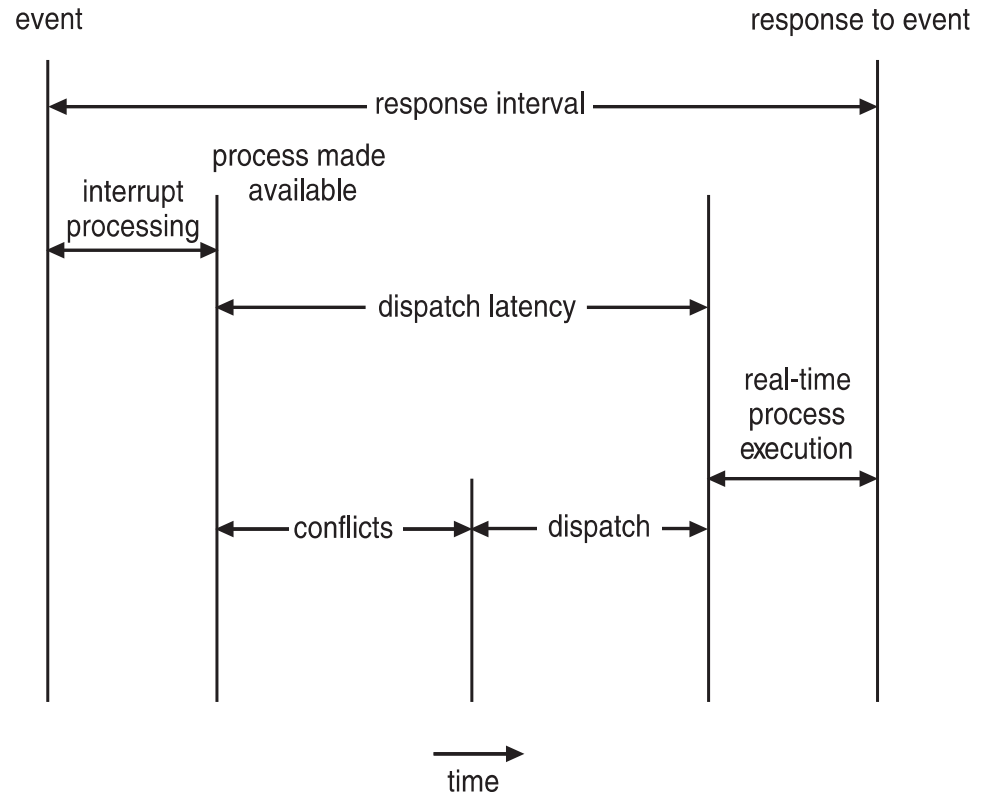 event
response to event
response interval
process made
available
interrupt
processing
dispatch latency
real-time
process
execution
conflicts
dispatch
time